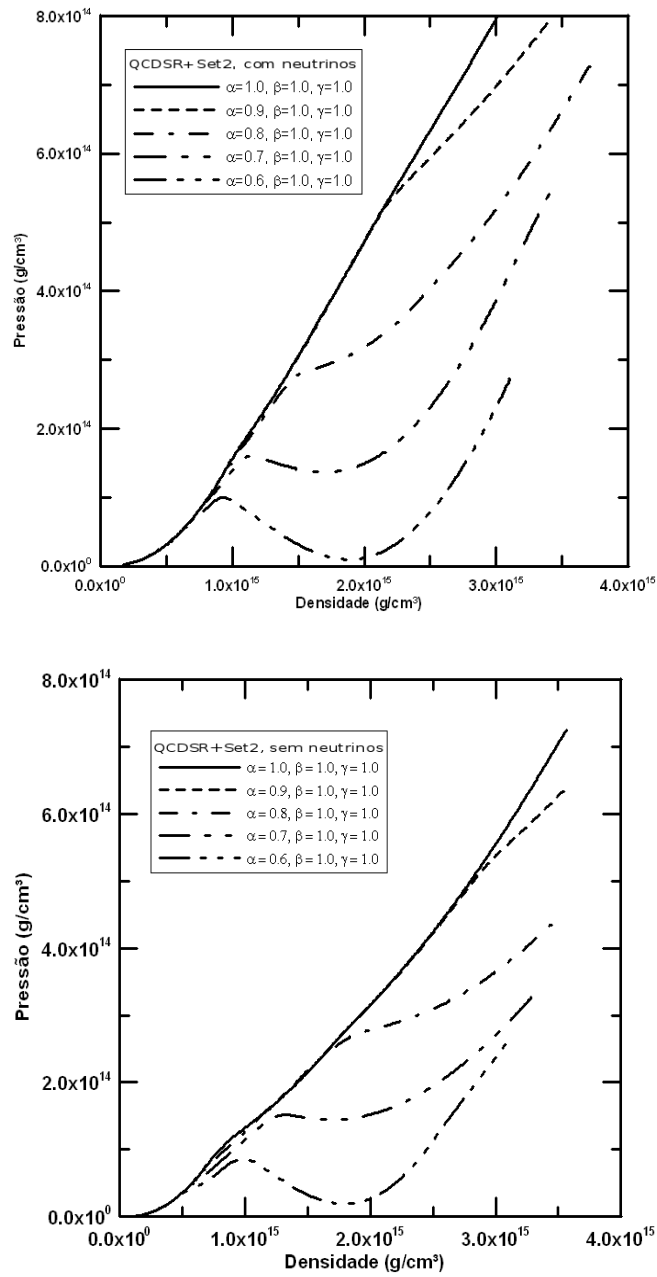 8.0x10¹⁴
QCDSR+Set2, com neutrinos
α=1.0, β=1.0, γ=1.0
α=0.9, β=1.0, γ=1.0
α=0.8, β=1.0, γ=1.0
α=0.7, β=1.0, γ=1.0
α=0.6, β=1.0, γ=1.0
6.0x10¹⁴
Pressão (g/cm³)
4.0x10¹⁴
2.0x10¹⁴
0.0x10⁰
0.0x10⁰ 1.0x10¹⁵ 2.0x10¹⁵ 3.0x10¹⁵ 4.0x10¹⁵
Densidade (g/cm³)
8.0x10¹⁴
QCDSR+Set2, sem neutrinos
α=1.0, β=1.0, γ=1.0
α=0.9, β=1.0, γ=1.0
α=0.8, β=1.0, γ=1.0
α=0.7, β=1.0, γ=1.0
α=0.6, β=1.0, γ=1.0
6.0x10¹⁴
Pressão (g/cm³)
4.0x10¹⁴
2.0x10¹⁴
0.0x10⁰
0.0x10⁰ 1.0x10¹⁵ 2.0x10¹⁵ 3.0x10¹⁵ 4.0x10¹⁵
Densidade (g/cm³)